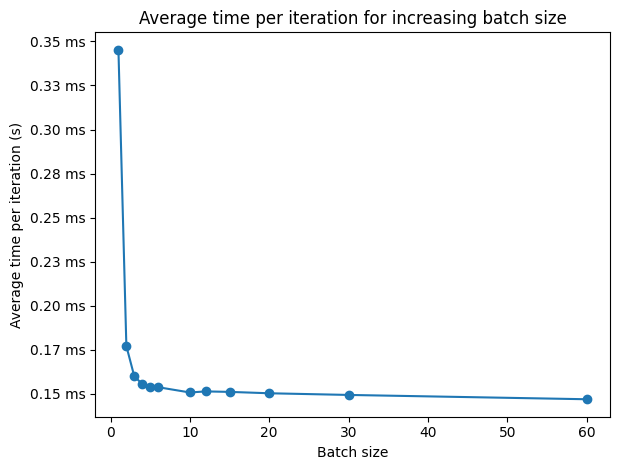 Average time per iteration for increasing batch size
0.35 ms
0.33 ms
0.30 ms
0.28 ms
0.25 ms
0.23 ms
0.20 ms
0.17 ms
0.15 ms
Average time per iteration (s)
0 10 20 30 40 50 60
Batch size